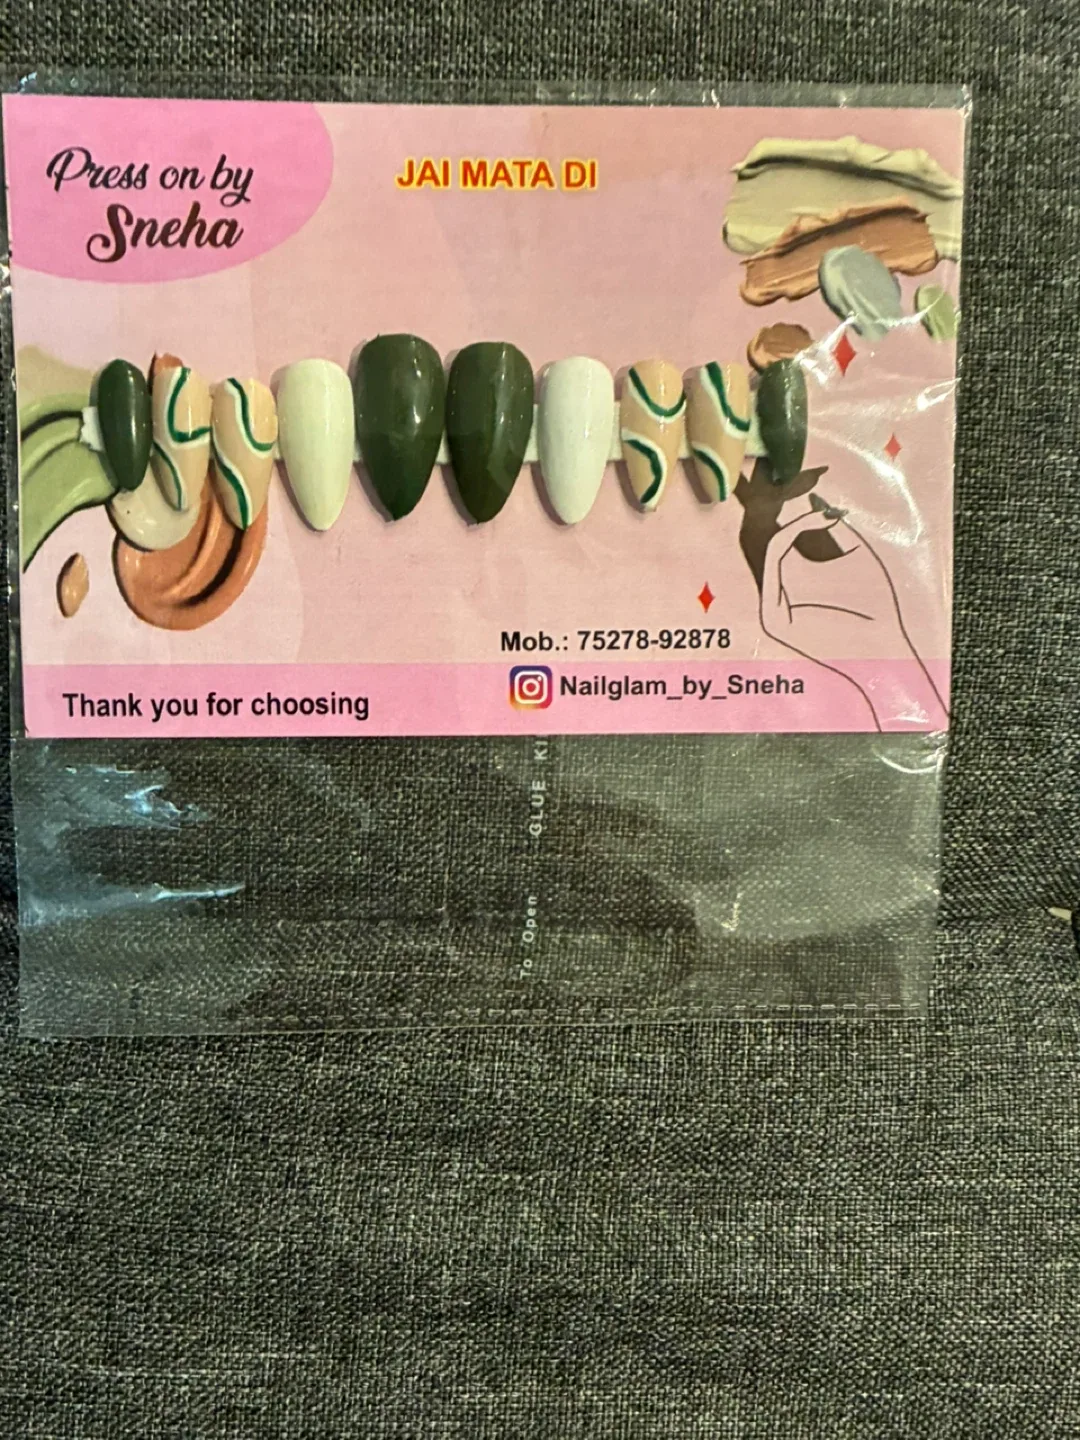 Press on by
Sneha
JAI MATA DI
Mob.: 75278-92878
Nailglam_by_Sneha
Thank you for choosing
To Open GLUE